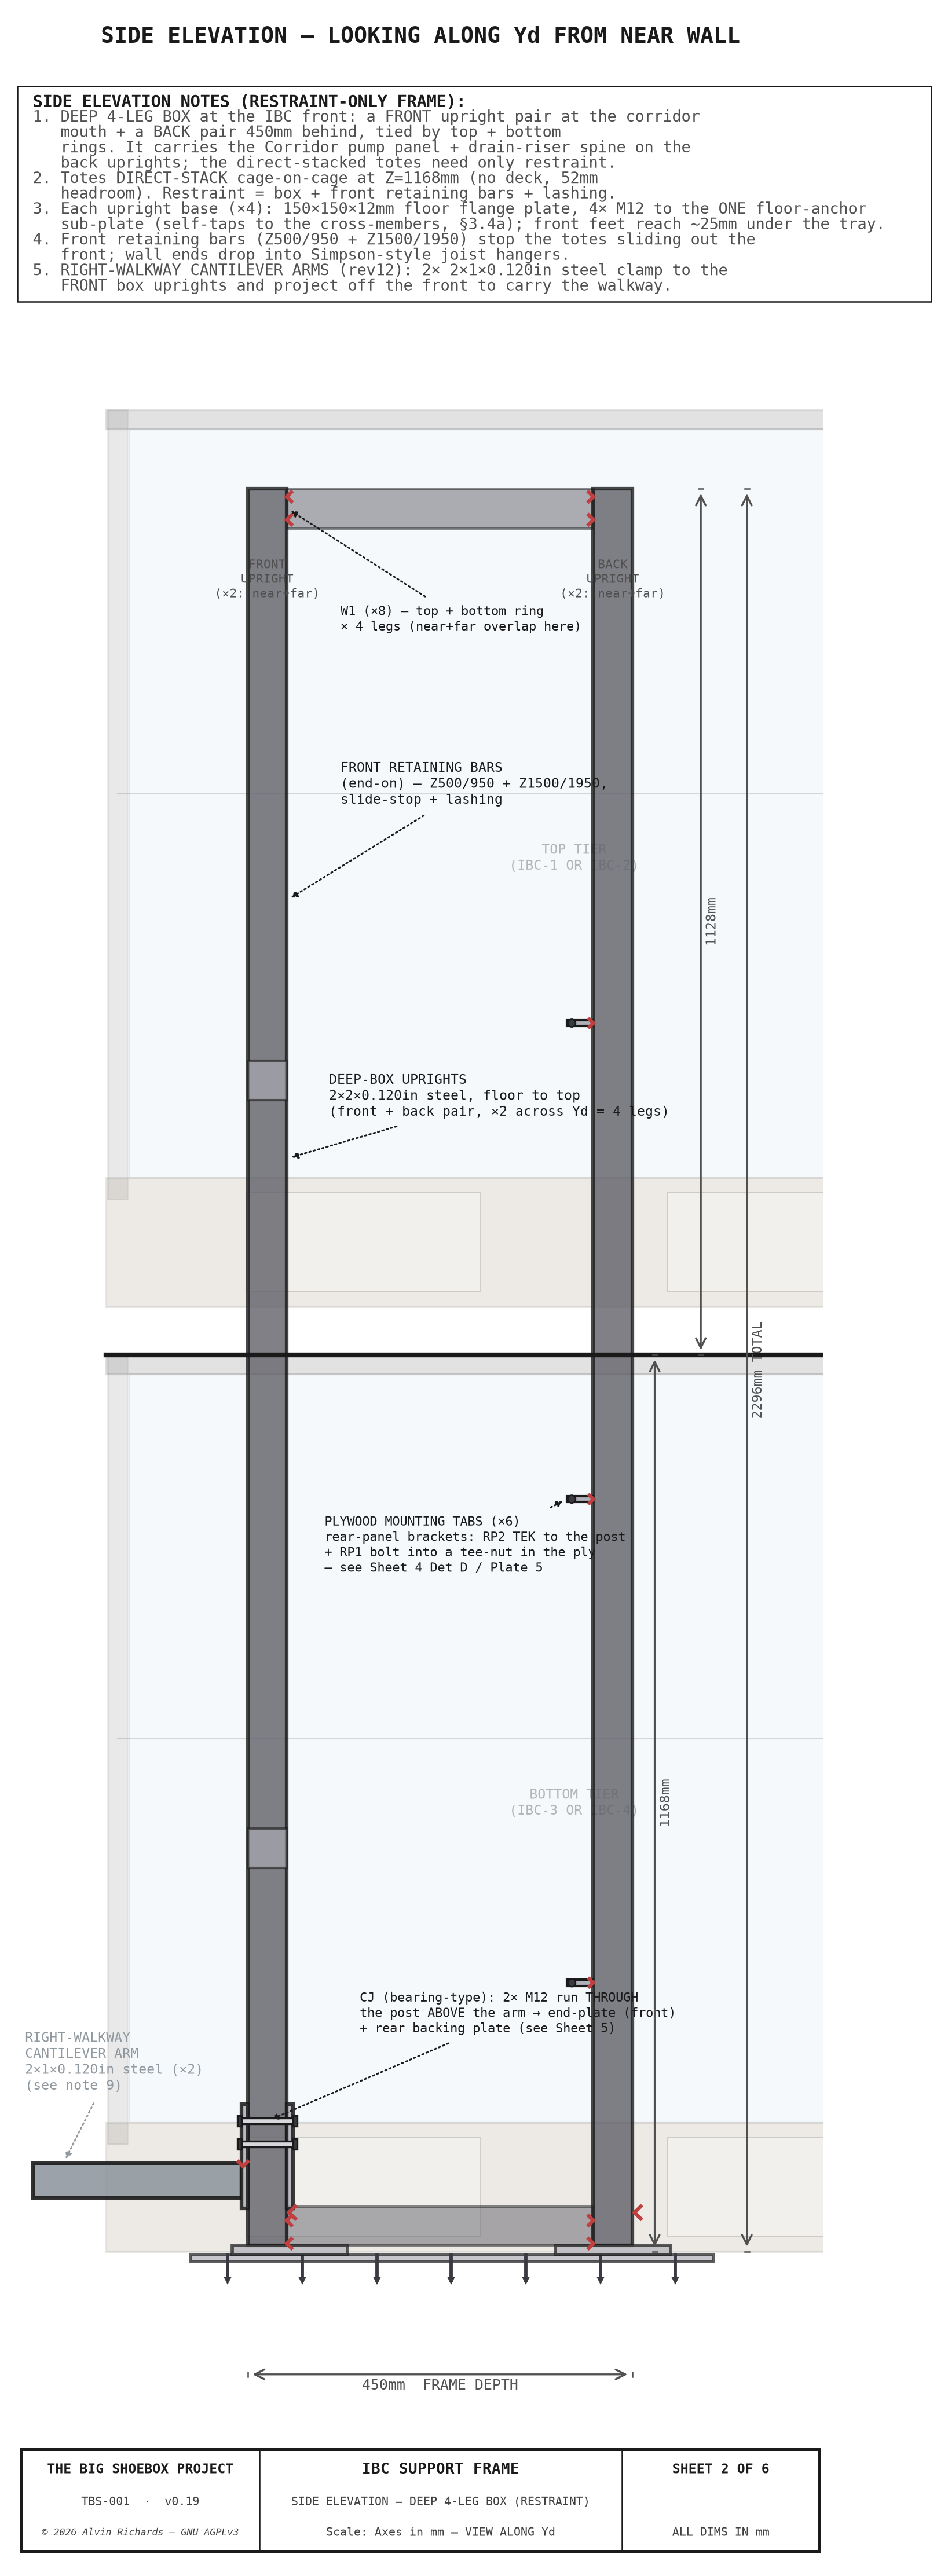 SIDE ELEVATION — LOOKING ALONG Yd FROM NEAR WALL
SIDE ELEVATION NOTES (RESTRAINT-ONLY FRAME):
1. DEEP 4-LEG BOX at the IBC front: a FRONT upright pair at the corridor
mouth + a BACK pair 450mm behind, tied by top + bottom
rings. It carries the Corridor pump panel + drain-riser spine on the
back uprights; the direct-stacked totes need only restraint.
2. Totes DIRECT-STACK cage-on-cage at Z=1168mm (no deck, 52mm
headroom). Restraint = box + front retaining bars + lashing.
3. Each upright base (×4): 150×150×12mm floor flange plate, 4× M12 to the ONE floor-anchor
sub-plate (self-taps to the cross-members, §3.4a); front feet reach ~25mm under the tray.
4. Front retaining bars (Z500/950 + Z1500/1950) stop the totes sliding out the
front; wall ends drop into Simpson-style joist hangers.
5. RIGHT-WALKWAY CANTILEVER ARMS (rev12): 2× 2×1×0.120in steel clamp to the
FRONT box uprights and project off the front to carry the walkway.
FRONT
UPRIGHT
(×2: near+far)
BACK
UPRIGHT
(×2: near+far)
W1 (×8) — top + bottom ring
× 4 legs (near+far overlap here)
FRONT RETAINING BARS
(end-on) — Z500/950 + Z1500/1950,
slide-stop + lashing
TOP TIER
(IBC-1 OR IBC-2)
1128mm
DEEP-BOX UPRIGHTS
2×2×0.120in steel, floor to top
(front + back pair, ×2 across Yd = 4 legs)
2296mm TOTAL
PLYWOOD MOUNTING TABS (×6)
rear-panel brackets: RP2 TEK to the post
+ RP1 bolt into a tee-nut in the ply
— see Sheet 4 Det D / Plate 5
BOTTOM TIER
(IBC-3 OR IBC-4)
1168mm
CJ (bearing-type): 2× M12 run THROUGH
the post ABOVE the arm → end-plate (front)
+ rear backing plate (see Sheet 5)
RIGHT-WALKWAY
CANTILEVER ARM
2×1×0.120in steel (×2)
(see note 9)
450mm  FRAME DEPTH
THE BIG SHOEBOX PROJECT
TBS-001  ·  v0.19
© 2026 Alvin Richards — GNU AGPLv3
IBC SUPPORT FRAME
SIDE ELEVATION — DEEP 4-LEG BOX (RESTRAINT)
Scale: Axes in mm — VIEW ALONG Yd
SHEET 2 OF 6
ALL DIMS IN mm